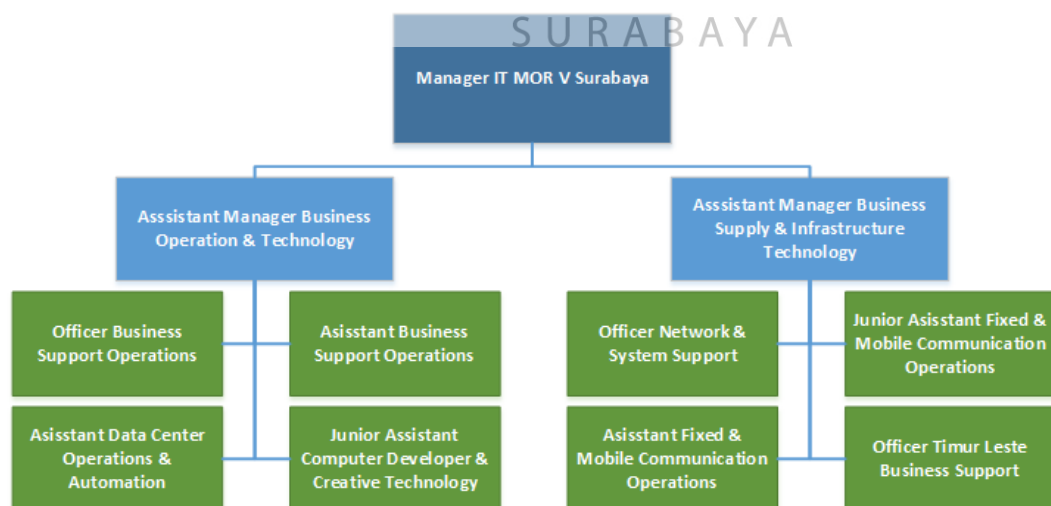 SURABAYA
Manager IT MOR V Surabaya
Asssistant Manager Business
Operation & Technology
Asssistant Manager Business
Supply & Infrastructure
Technology
Officer Business
Support Operations
Asisstant Business
Support Operations
Officer Network &
System Support
Junior Asisstant Fixed &
Mobile Communication
Operations
Asisstant Data Center
Operations &
Automation
Junior Assistant
Computer Developer &
Creative Technology
Asisstant Fixed &
Mobile Communication
Operations
Officer Timur Leste
Business Support